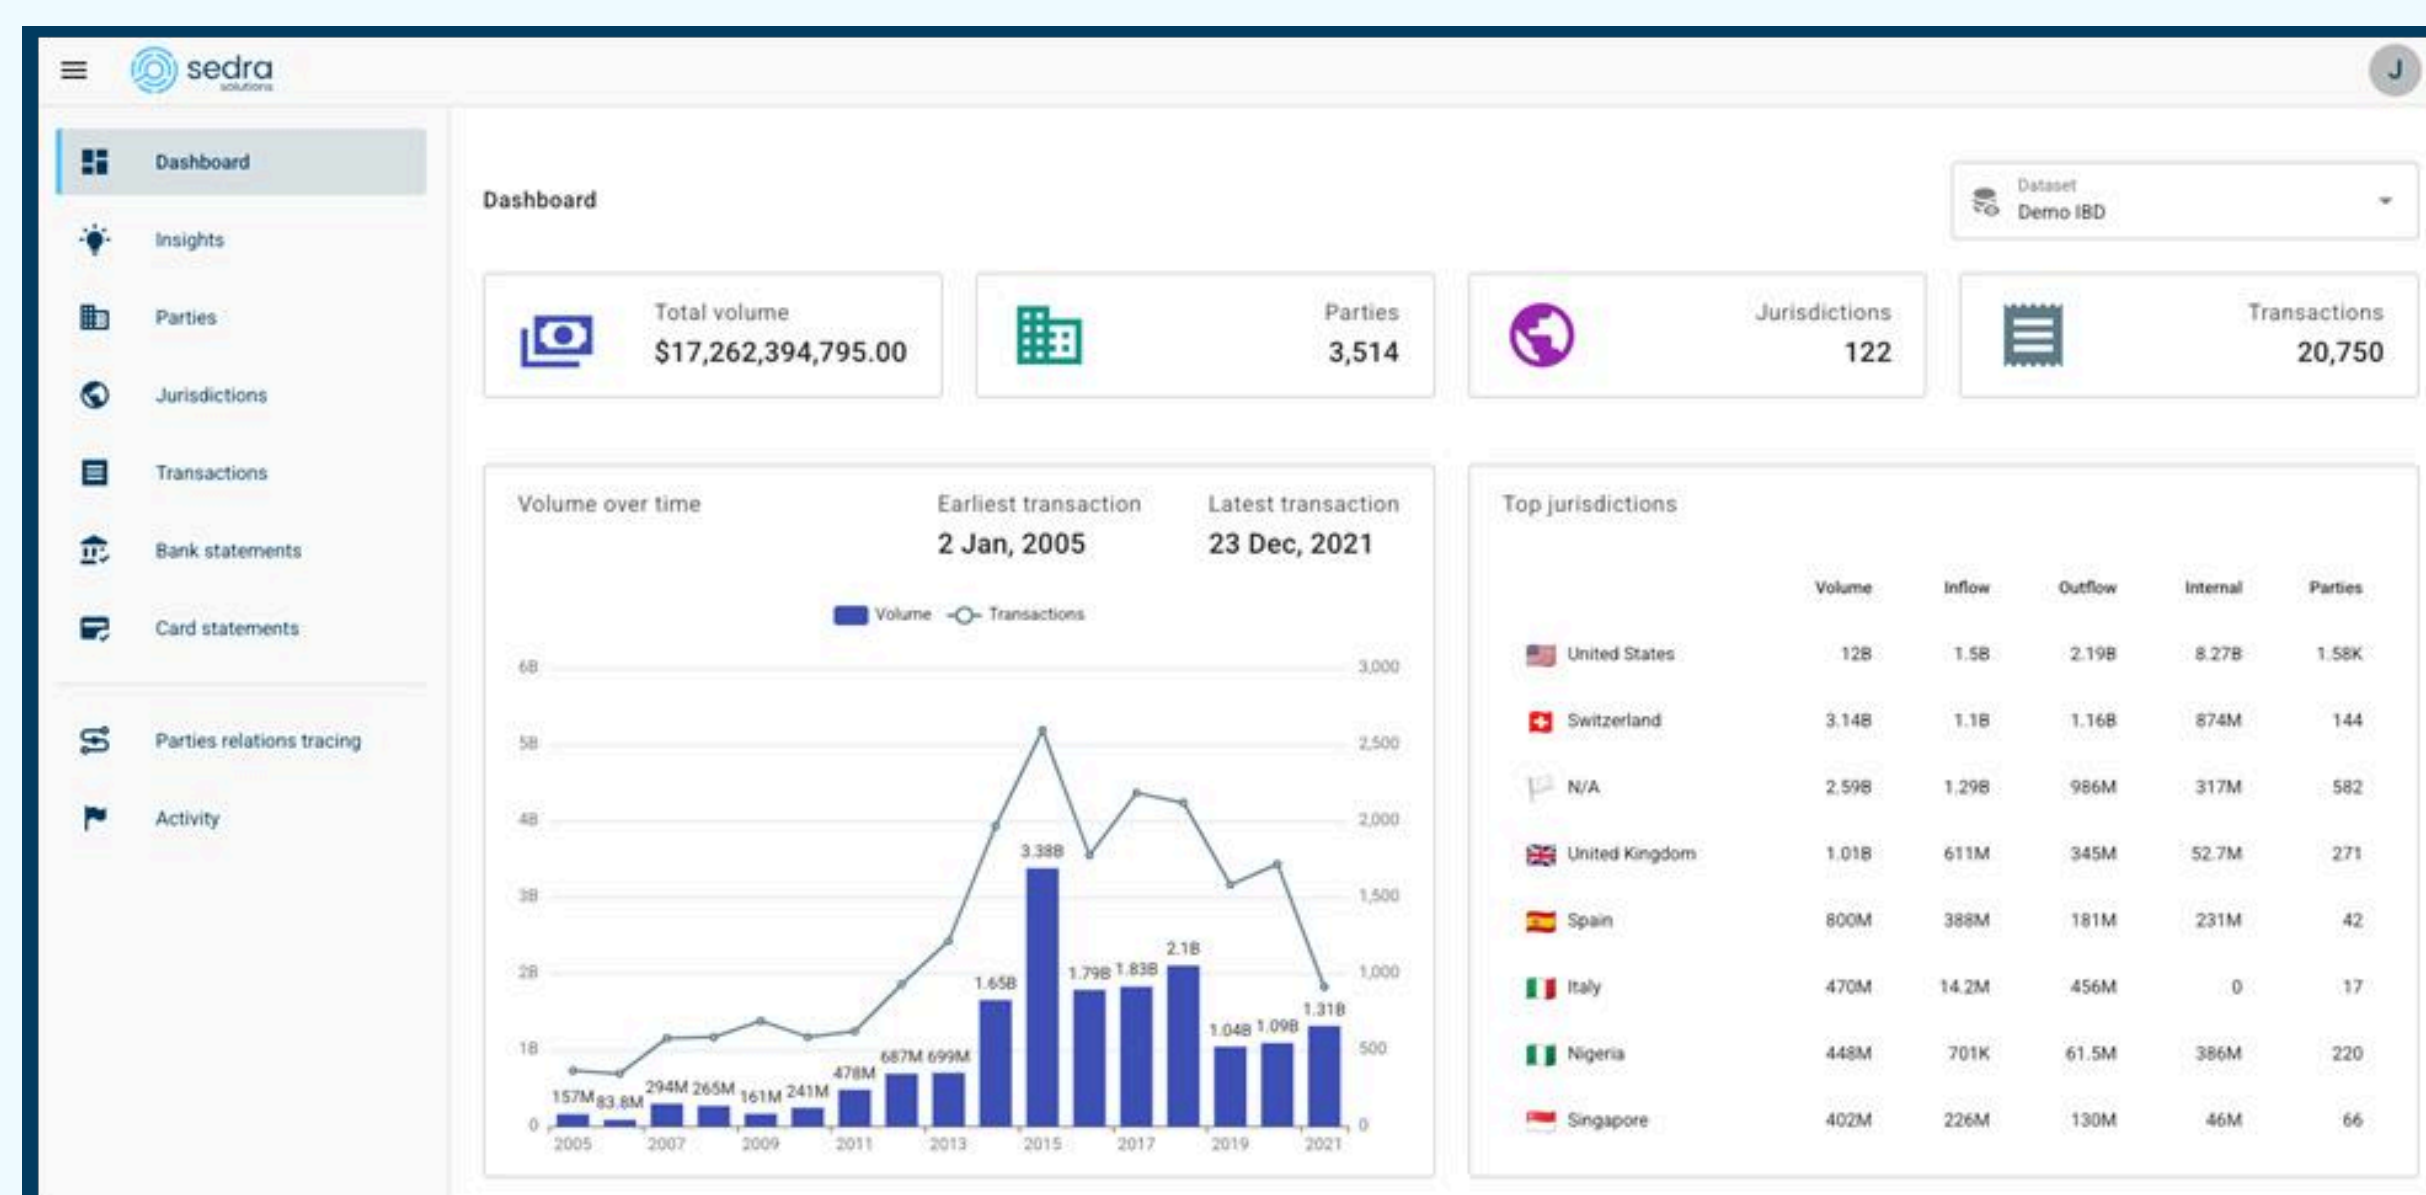 sedra
solutions
J
Dashboard
Insights
Parties
Jurisdictions
Transactions
Bank statements
Card statements
Parties relations tracing
Activity
Dashboard
Dataset
Demo IBD
Total volume
$17,262,394,795.00
Parties
3,514
Jurisdictions
122
Transactions
20,750
Volume over time
Earliest transaction
2 Jan, 2005
Latest transaction
23 Dec, 2021
Volume Transactions
6B 3,000
5B 2,500
4B 2,000
3B 1,500
2B 1,000
1B 500
0 0
157M 83.8M 294M 265M 161M 241M 478M 687M 699M 1.65B 3.38B 1.79B 1.83B 2.1B 1.04B 1.09B 1.31B
2005 2007 2009 2011 2013 2015 2017 2019 2021
Top jurisdictions
Volume Inflow Outflow Internal Parties
United States 12B 1.5B 2.19B 8.27B 1.58K
Switzerland 3.14B 1.1B 1.16B 874M 144
N/A 2.59B 1.29B 986M 317M 582
United Kingdom 1.01B 611M 345M 52.7M 271
Spain 800M 388M 181M 231M 42
Italy 470M 14.2M 456M 0 17
Nigeria 448M 701K 61.5M 386M 220
Singapore 402M 226M 130M 46M 66